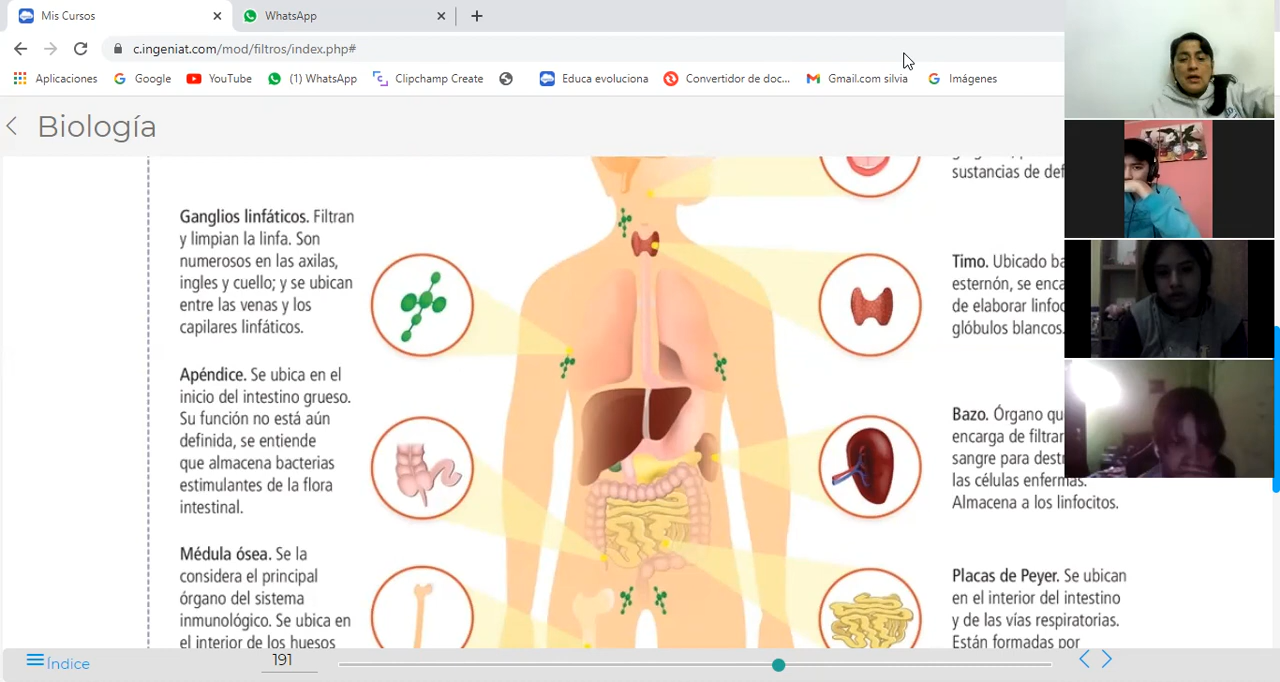 Mis Cursos
WhatsApp
c.ingeniat.com/mod/filtros/index.php#
Aplicaciones
Google
YouTube
(1) WhatsApp
Clipchamp Create
Educa evoluciona
Convertidor de doc...
Gmail.com silvia
Imágenes
Biología
Ganglios linfáticos. Filtran
y limpian la linfa. Son
numerosos en las axilas,
ingles y cuello; y se ubican
entre las venas y los
capilares linfáticos.
Apéndice. Se ubica en el
inicio del intestino grueso.
Su función no está aún
definida, se entiende
que almacena bacterias
estimulantes de la flora
intestinal.
Médula ósea. Se la
considera el principal
órgano del sistema
inmunológico. Se ubica en
el interior de los huesos
sustancias de def
Timo. Ubicado ba
esternón, se enca
de elaborar linfoc
glóbulos blancos.
Bazo. Órgano qu
encarga de filtrar
sangre para destr
las células enfermas.
Almacena a los linfocitos.
Placas de Peyer. Se ubican
en el interior del intestino
y de las vías respiratorias.
Están formadas por
Índice
191